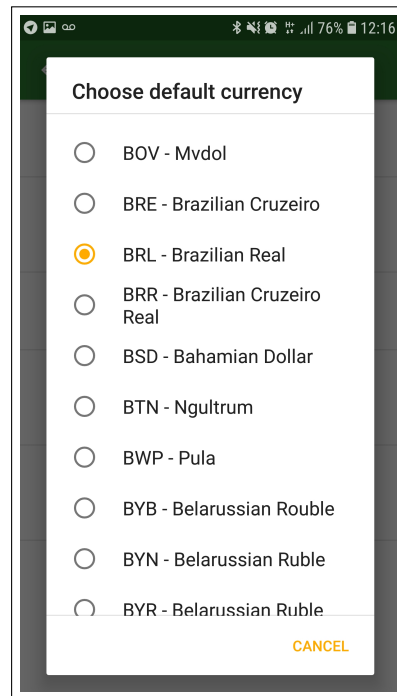 76% 12:16
Choose default currency
BOV - Mvdol
BRE - Brazilian Cruzeiro
BRL - Brazilian Real
BRR - Brazilian Cruzeiro
Real
BSD - Bahamian Dollar
BTN - Ngultrum
BWP - Pula
BYB - Belarussian Rouble
BYN - Belarussian Ruble
BYR - Belarussian Ruble
CANCEL